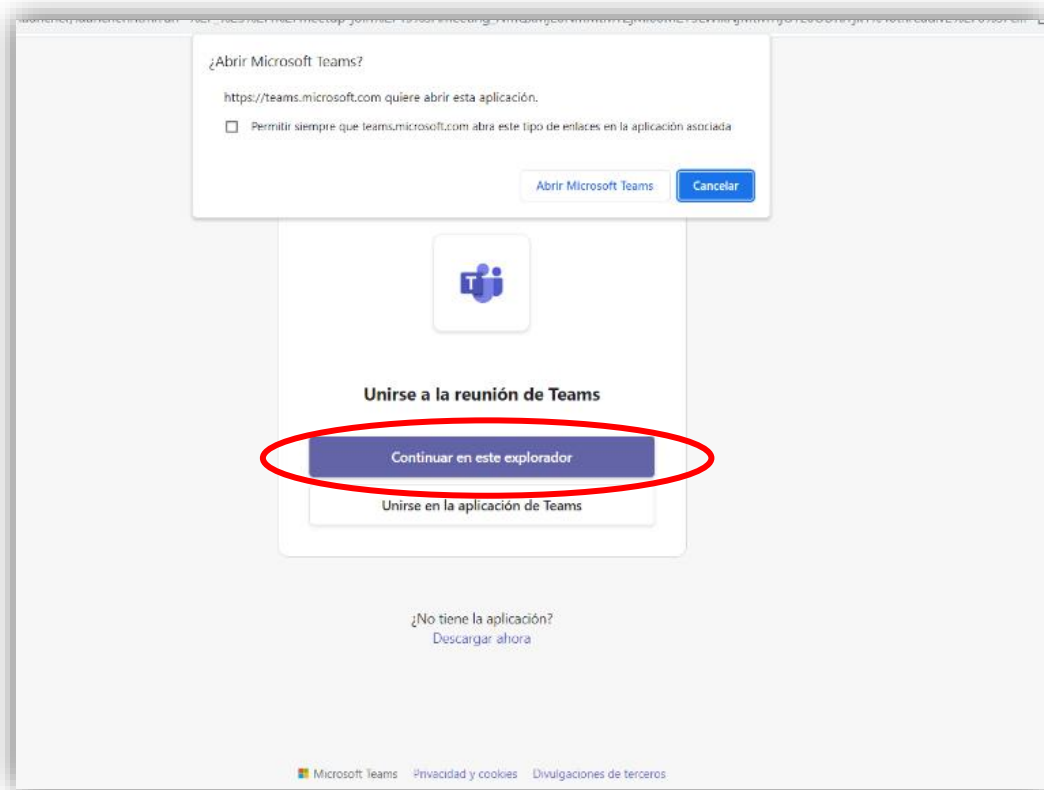 ¿Abrir Microsoft Teams?
https://teams.microsoft.com quiere abrir esta aplicación.
Permitir siempre que teams.microsoft.com abra este tipo de enlaces en la aplicación asociada
Abrir Microsoft Teams
Cancelar
T
Unirse a la reunión de Teams
Continuar en este explorador
Unirse en la aplicación de Teams
¿No tiene la aplicación?
Descargar ahora
Microsoft Teams Privacidad y cookies Divulgaciones de terceros